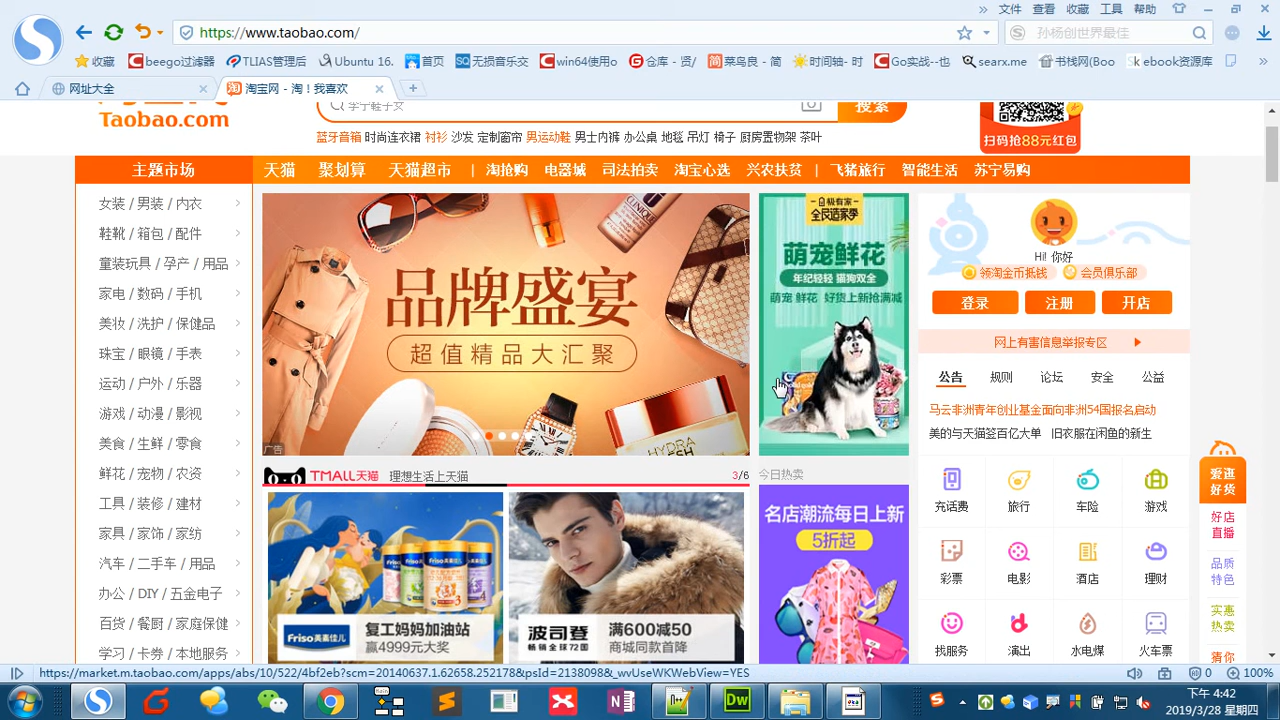 文件 查看 收藏 工具 帮助
https://www.taobao.com/
孙杨创世界最佳
收藏 beego过滤器 TLIAS管理后 Ubuntu 16. 首页 无损音乐交 win64使用o 仓库 - 贤/ 菜鸟良 - 简 时间轴- 时 Go实战--也 searx.me 书栈网(Boo ebook资源库
网址大全
淘宝网 - 淘！我喜欢
Taobao.com
搜索
扫码抢88元红包
蓝牙音箱 时尚连衣裙 衬衫 沙发 定制窗帘 男运动鞋 男士内裤 办公桌 地毯 吊灯 椅子 厨房置物架 茶叶
主题市场
天猫 聚划算 天猫超市 | 淘抢购 电器城 司法拍卖 淘宝心选 兴农扶贫 | 飞猪旅行 智能生活 苏宁易购
女装 / 男装 / 内衣
鞋靴 / 箱包 / 配件
童装玩具 / 孕产 / 用品
家电 / 数码 / 手机
美妆 / 洗护 / 保健品
珠宝 / 眼镜 / 手表
运动 / 户外 / 乐器
游戏 / 动漫 / 影视
美食 / 生鲜 / 零食
鲜花 / 宠物 / 农资
工具 / 装修 / 建材
家具 / 家饰 / 家纺
汽车 / 二手车 / 用品
办公 / DIY / 五金电子
百货 / 餐厨 / 家庭保健
学习 / 卡券 / 本地服务
CLINIQUE
品牌盛宴
超值精品大汇聚
广告
极有家
全民造家季
萌宠鲜花
年纪轻轻 猫狗双全
萌宠 鲜花 好货上新抢满减
Hi! 你好
领淘金币抵钱 会员俱乐部
登录 注册 开店
网上有害信息举报专区
公告 规则 论坛 安全 公益
马云非洲青年创业基金面向非洲54国报名启动
美的与天猫签百亿大单 旧衣服在闲鱼的新生
充话费 旅行 车险 游戏
彩票 电影 酒店 理财
找服务 演出 水电煤 火车票
TMALL天猫 理想生活上天猫 3/6
Friso美素佳儿
复工妈妈加油站
赢4999元大奖
波司登
畅销全球72国
满600减50
商城同款首降
今日热卖
名店潮流每日上新
5折起
爱逛
好货
好店
直播
品质
特色
实惠
热卖
猜你
https://market.m.taobao.com/apps/abs/10/522/4bf2eb?scm=20140637.1.62658.252178&psId=2138098&_wvUseWKWebView=YES
0
100%
下午 4:42
2019/3/28 星期四